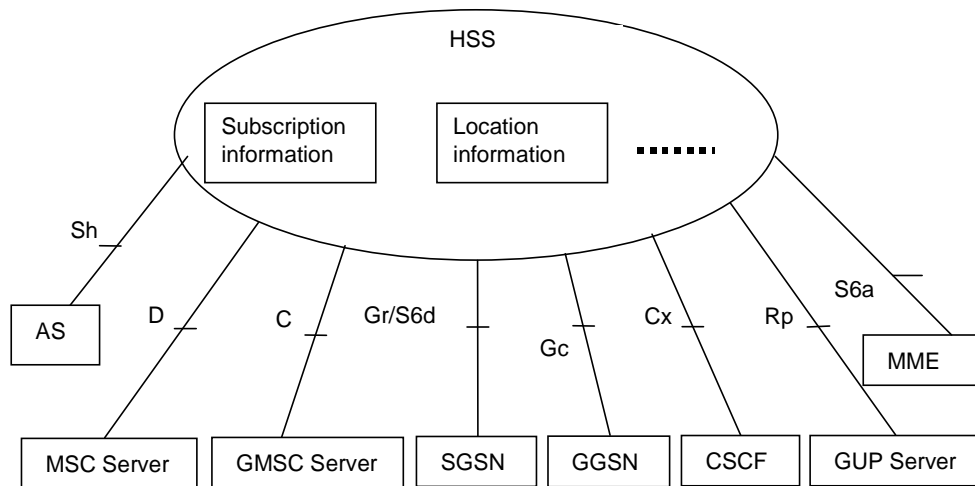 HSS
Subscription
information
Location
information
Sh
D
C
Gr/S6d
Gc
Cx
Rp
S6a
AS
MME
MSC Server
GMSC Server
SGSN
GGSN
CSCF
GUP Server